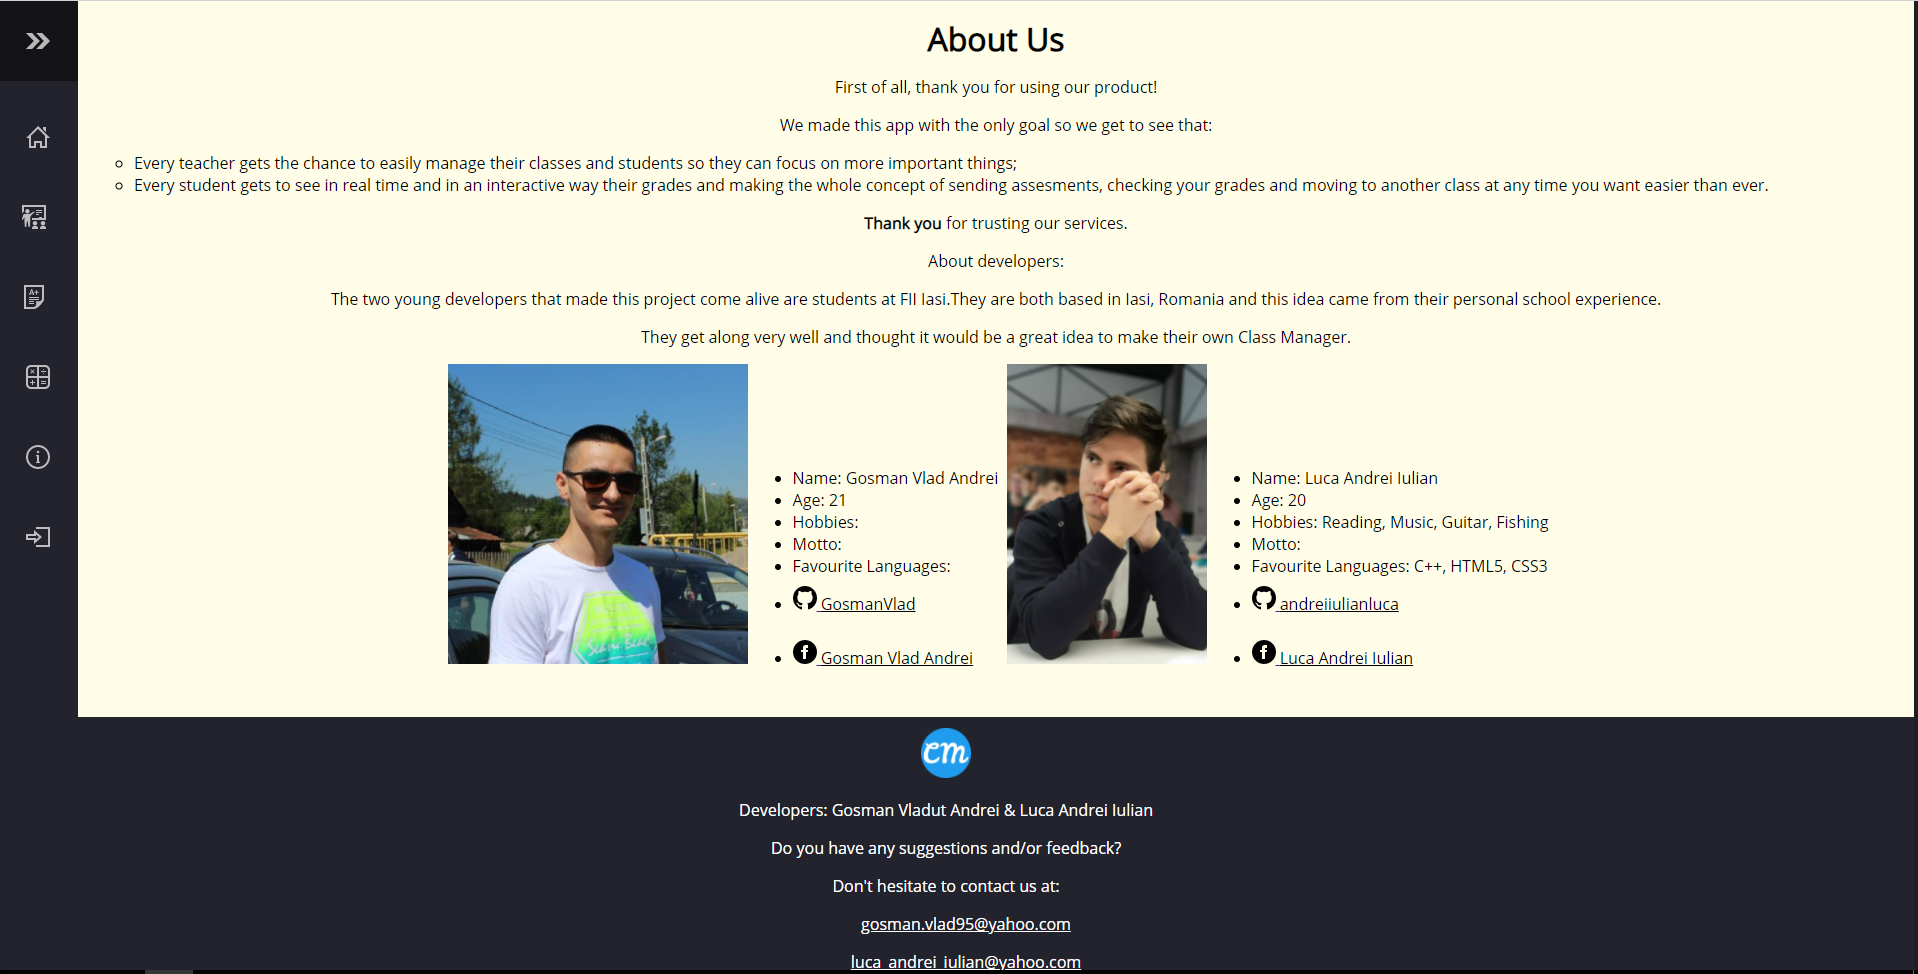 About Us
First of all, thank you for using our product!
We made this app with the only goal so we get to see that:
Every teacher gets the chance to easily manage their classes and students so they can focus on more important things;
Every student gets to see in real time and in an interactive way their grades and making the whole concept of sending assesments, checking your grades and moving to another class at any time you want easier than ever.
Thank you for trusting our services.
About developers:
The two young developers that made this project come alive are students at FII Iasi.They are both based in Iasi, Romania and this idea came from their personal school experience.
They get along very well and thought it would be a great idea to make their own Class Manager.
Name: Gosman Vlad Andrei
Age: 21
Hobbies:
Motto:
Favourite Languages:
GosmanVlad
Gosman Vlad Andrei
Name: Luca Andrei Iulian
Age: 20
Hobbies: Reading, Music, Guitar, Fishing
Motto:
Favourite Languages: C++, HTML5, CSS3
andreiiulianluca
Luca Andrei Iulian
cm
Developers: Gosman Vladut Andrei & Luca Andrei Iulian
Do you have any suggestions and/or feedback?
Don't hesitate to contact us at:
gosman.vlad95@yahoo.com
luca_andrei_iulian@yahoo.com